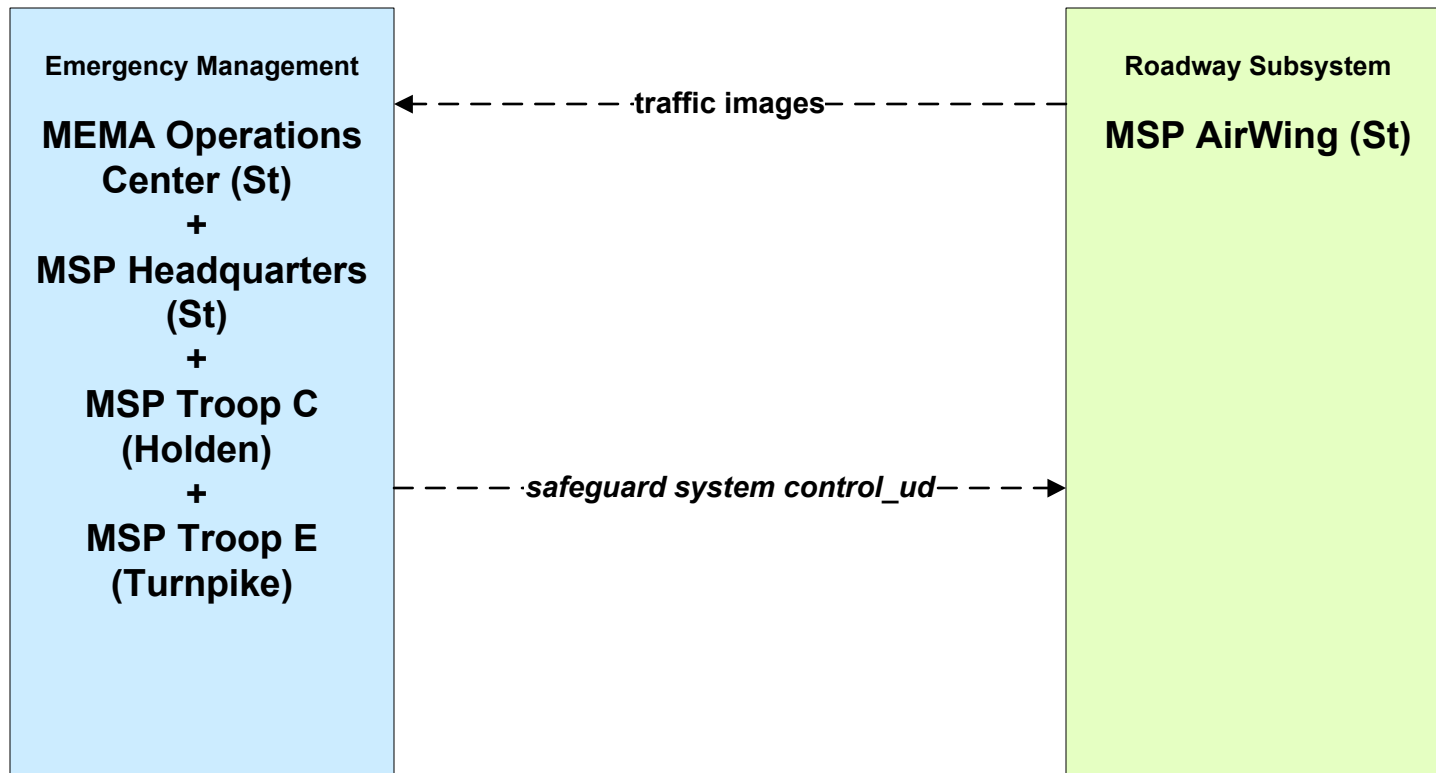 Emergency Management
MEMA Operations
Center (St)
+
MSP Headquarters
(St)
+
MSP Troop C
(Holden)
+
MSP Troop E
(Turnpike)
traffic images
safeguard system control_ud
Roadway Subsystem
MSP AirWing (St)